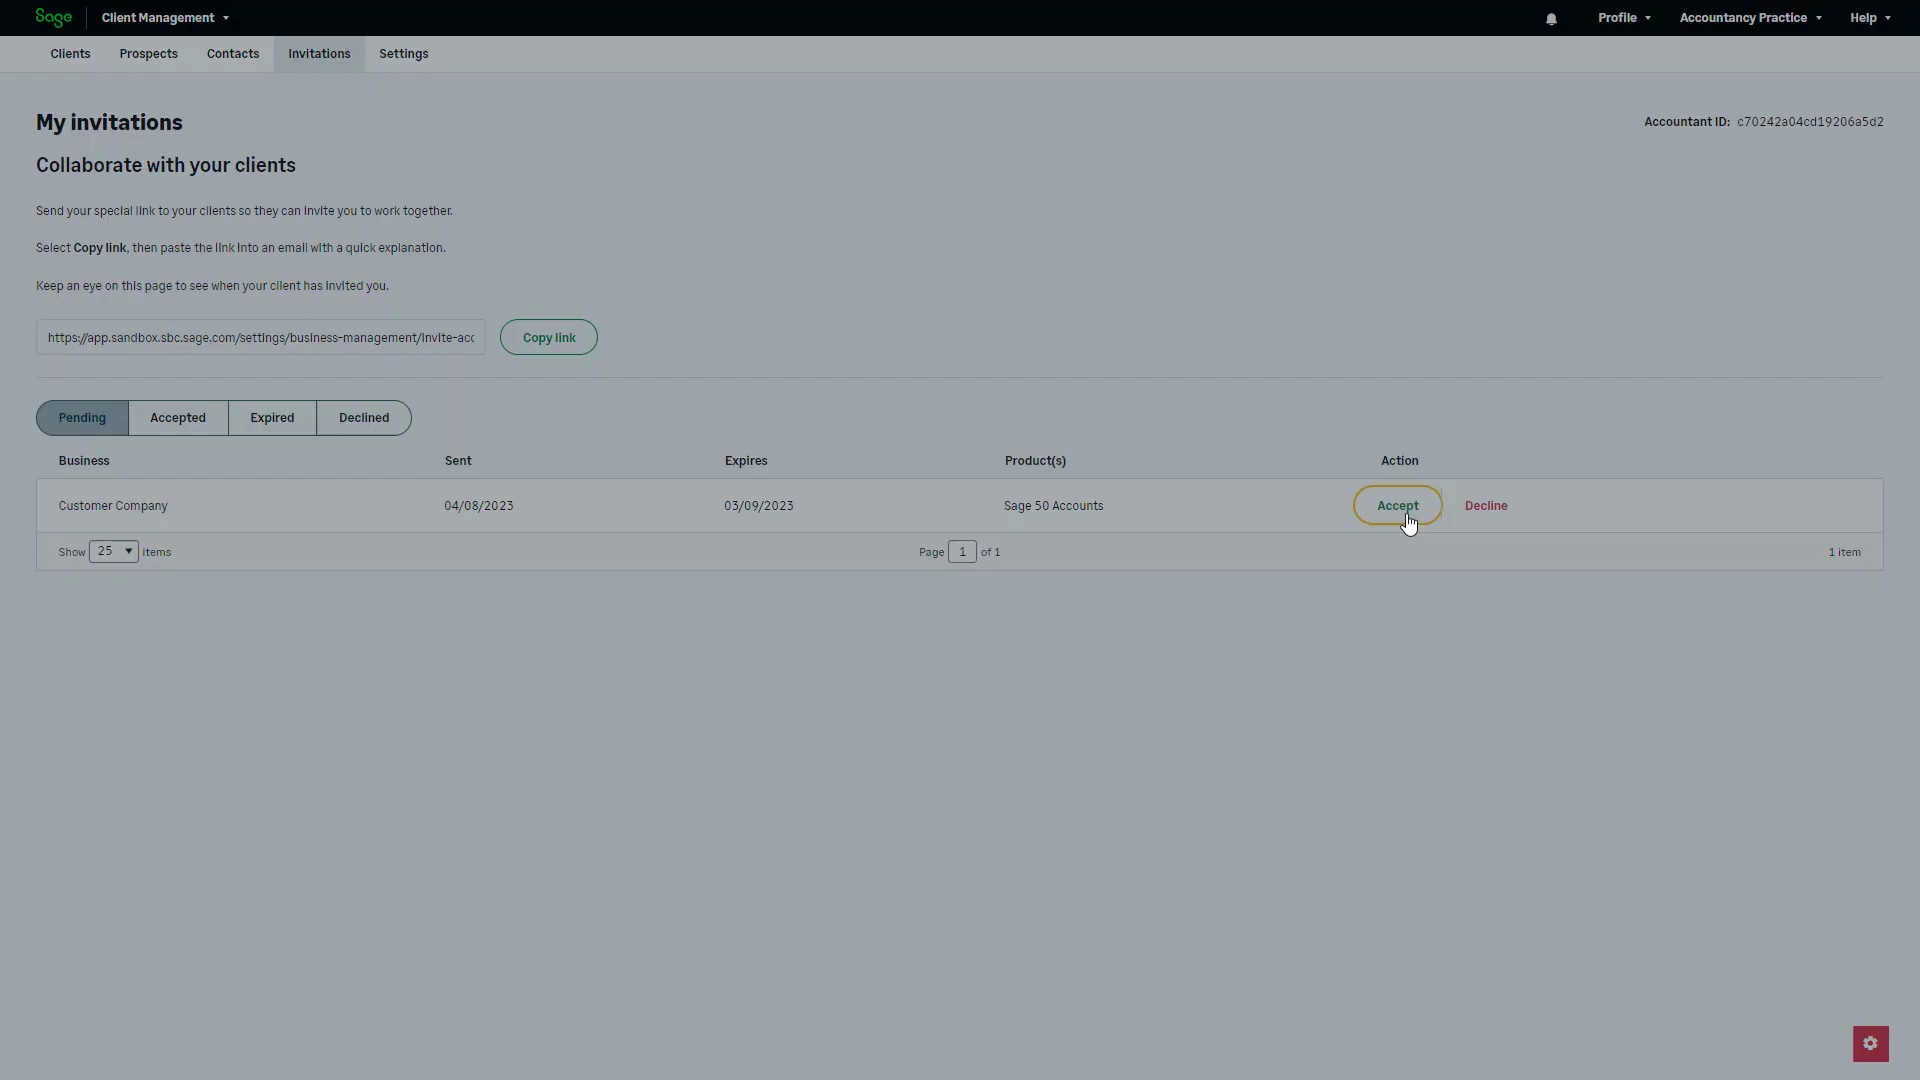 Sage Client Management Profile Accountancy Practice Help
Clients Prospects Contacts Invitations Settings
My invitations Accountant ID: c70242a04cd19206a5d2
Collaborate with your clients
Send your special link to your clients so they can invite you to work together.
Select Copy link, then paste the link into an email with a quick explanation.
Keep an eye on this page to see when your client has invited you.
https://app.sandbox.sbc.sage.com/settings/business-management/invite-acc Copy link
Pending Accepted Expired Declined
Business Sent Expires Product(s) Action
Customer Company 04/08/2023 03/09/2023 Sage 50 Accounts Accept Decline
Show 25 items Page 1 of 1 1 item